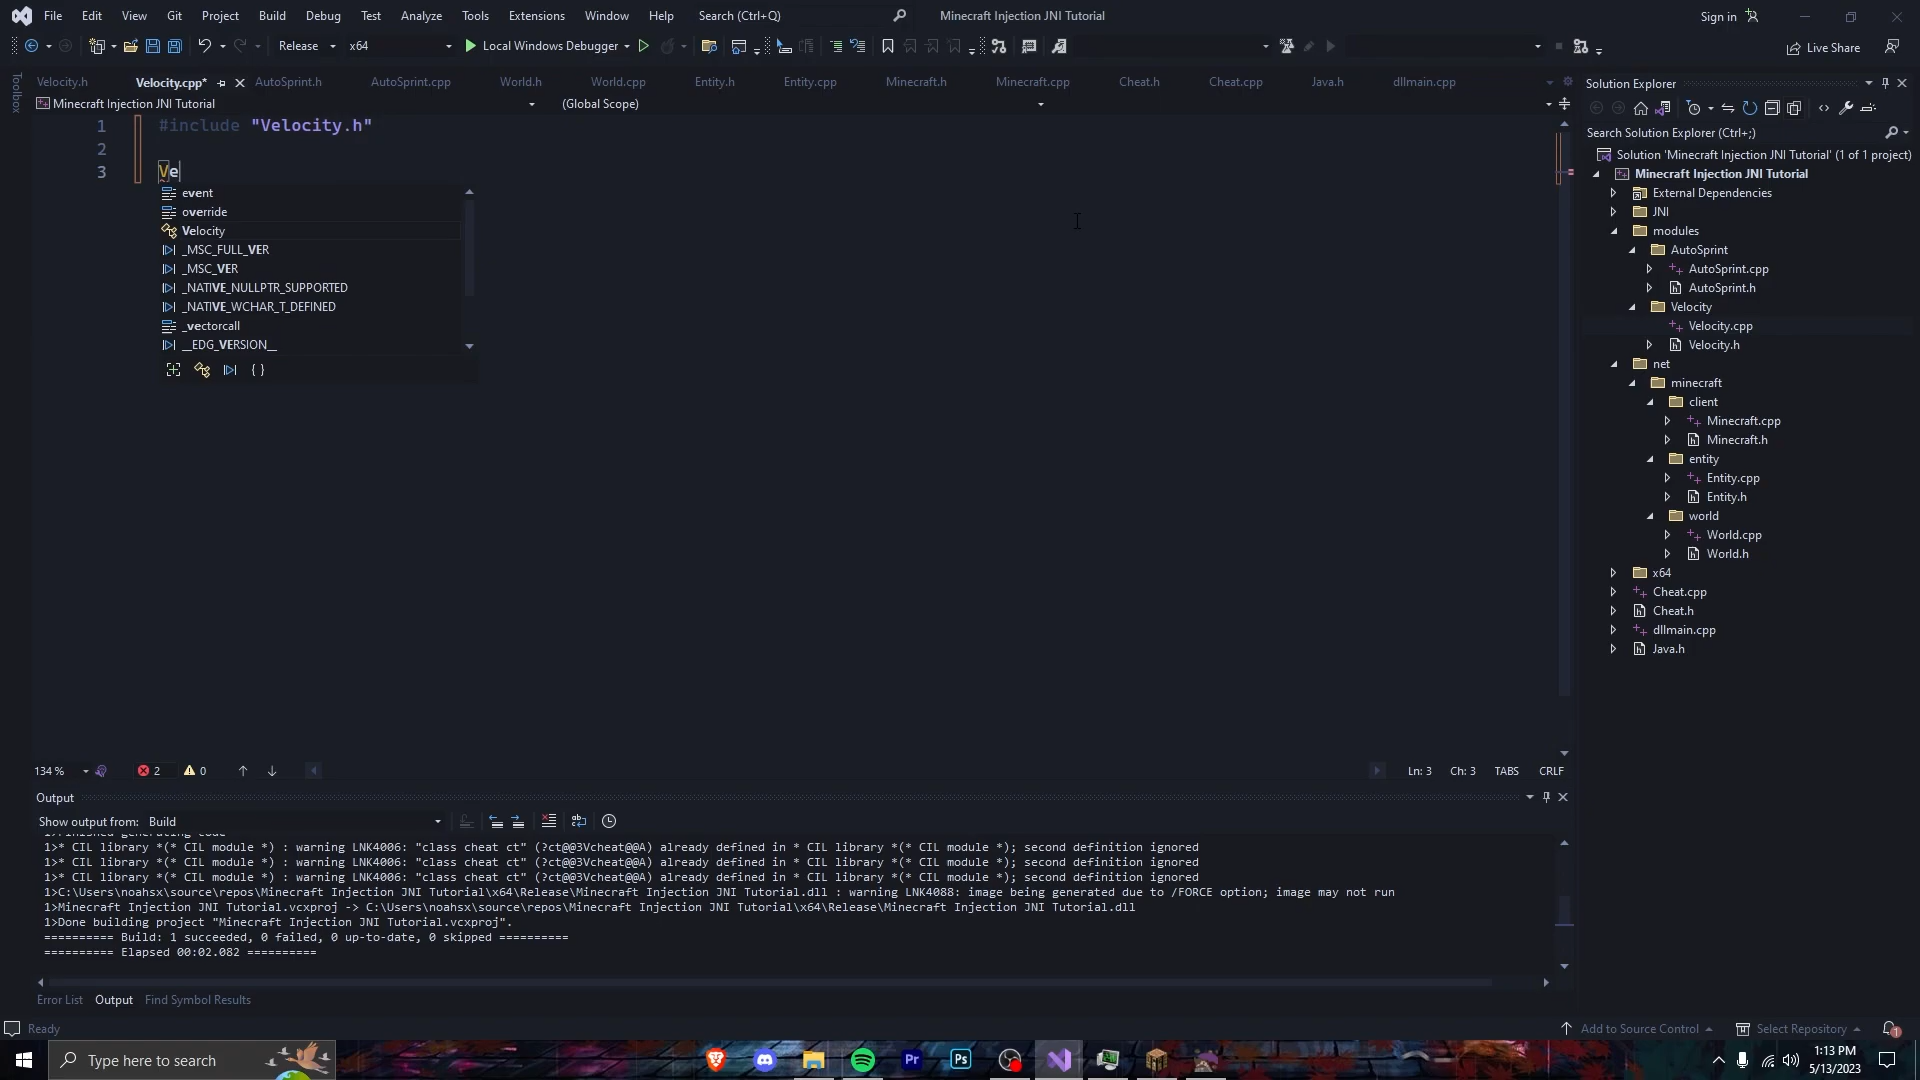 File Edit View Git Project Build Debug Test Analyze Tools Extensions Window Help Search (Ctrl+Q) Minecraft Injection JNI Tutorial Sign in
Release x64 Local Windows Debugger Live Share
Toolbox
Velocity.h Velocity.cpp* AutoSprint.h AutoSprint.cpp World.h World.cpp Entity.h Entity.cpp Minecraft.h Minecraft.cpp Cheat.h Cheat.cpp Java.h dllmain.cpp
Minecraft Injection JNI Tutorial (Global Scope)
1 #include "Velocity.h"
2
3 Ve
event
override
Velocity
_MSC_FULL_VER
_MSC_VER
_NATIVE_NULLPTR_SUPPORTED
_NATIVE_WCHAR_T_DEFINED
_vectorcall
__EDG_VERSION__
Solution Explorer
Search Solution Explorer (Ctrl+;)
Solution 'Minecraft Injection JNI Tutorial' (1 of 1 project)
Minecraft Injection JNI Tutorial
External Dependencies
JNI
modules
AutoSprint
AutoSprint.cpp
AutoSprint.h
Velocity
Velocity.cpp
Velocity.h
net
minecraft
client
Minecraft.cpp
Minecraft.h
entity
Entity.cpp
Entity.h
world
World.cpp
World.h
x64
Cheat.cpp
Cheat.h
dllmain.cpp
Java.h
134 % 2 0 Ln: 3 Ch: 3 TABS CRLF
Output
Show output from: Build
1>Finished generating code
1>* CIL library *(* CIL module *) : warning LNK4006: "class cheat ct" (?ct@@3Vcheat@@A) already defined in * CIL library *(* CIL module *); second definition ignored
1>* CIL library *(* CIL module *) : warning LNK4006: "class cheat ct" (?ct@@3Vcheat@@A) already defined in * CIL library *(* CIL module *); second definition ignored
1>* CIL library *(* CIL module *) : warning LNK4006: "class cheat ct" (?ct@@3Vcheat@@A) already defined in * CIL library *(* CIL module *); second definition ignored
1>C:\Users\noahsx\source\repos\Minecraft Injection JNI Tutorial\x64\Release\Minecraft Injection JNI Tutorial.dll : warning LNK4088: image being generated due to /FORCE option; image may not run
1>Minecraft Injection JNI Tutorial.vcxproj -> C:\Users\noahsx\source\repos\Minecraft Injection JNI Tutorial\x64\Release\Minecraft Injection JNI Tutorial.dll
1>Done building project "Minecraft Injection JNI Tutorial.vcxproj".
========== Build: 1 succeeded, 0 failed, 0 up-to-date, 0 skipped ==========
========== Elapsed 00:02.082 ==========
Error List Output Find Symbol Results
Ready Add to Source Control Select Repository 1
Type here to search Pr Ps 1:13 PM
5/13/2023